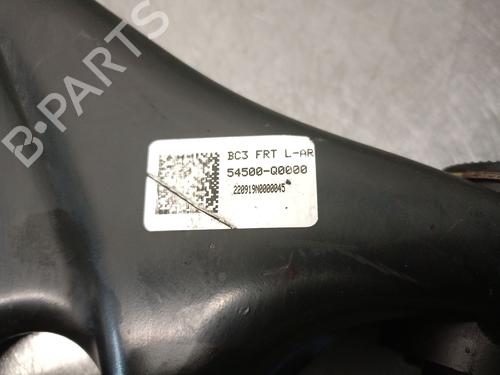 B-PARTS
BC3 FRT L-AR
54500-Q0000
220919N0000045